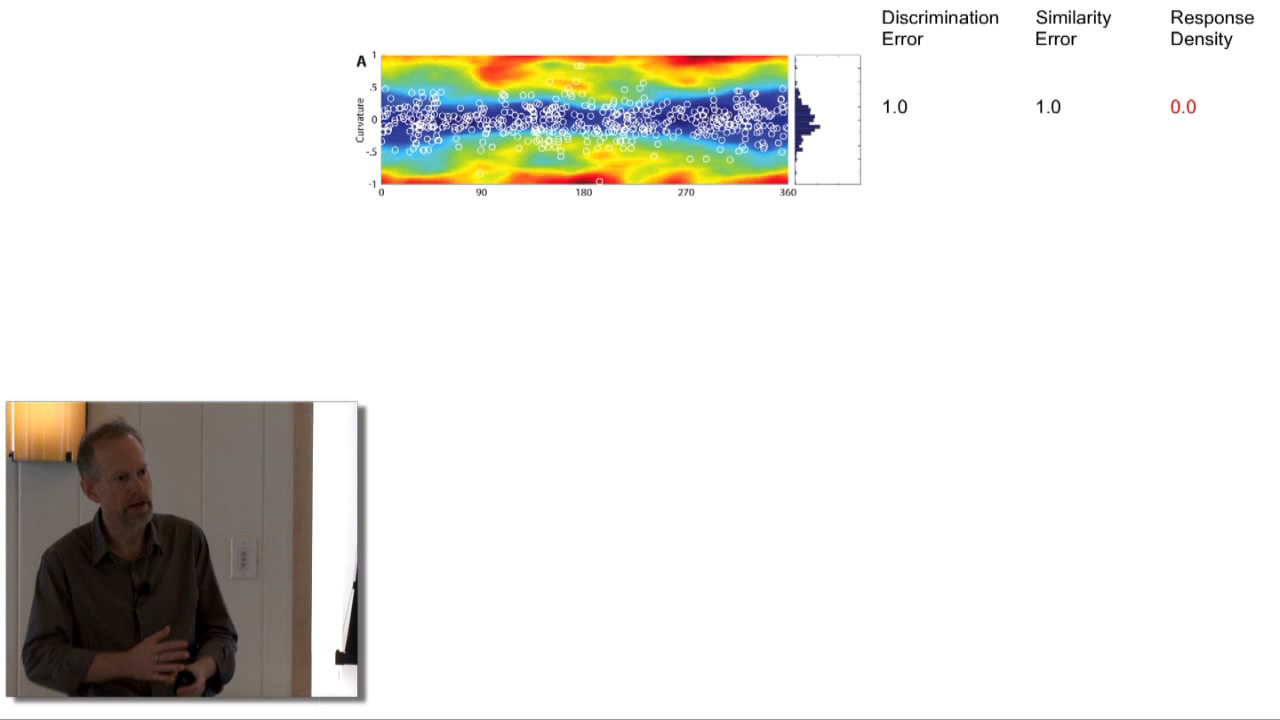 Discrimination Error
Similarity Error
Response Density
A
1
.5
0
-.5
-1
Curvature
0 90 180 270 360
1.0 1.0 0.0